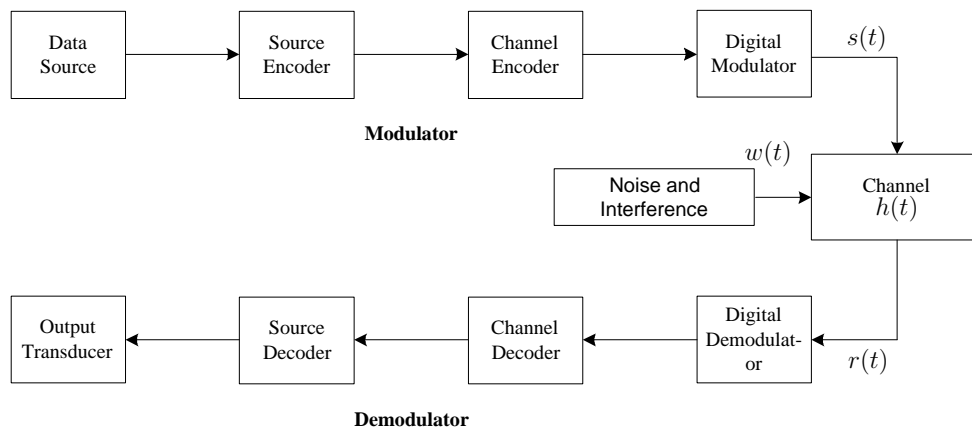 Data
Source
Source
Encoder
Channel
Encoder
Digital
Modulator
s(t)
Modulator
w(t)
Noise and
Interference
Channel
h(t)
Output
Transducer
Source
Decoder
Channel
Decoder
Digital
Demodulat-
or
r(t)
Demodulator